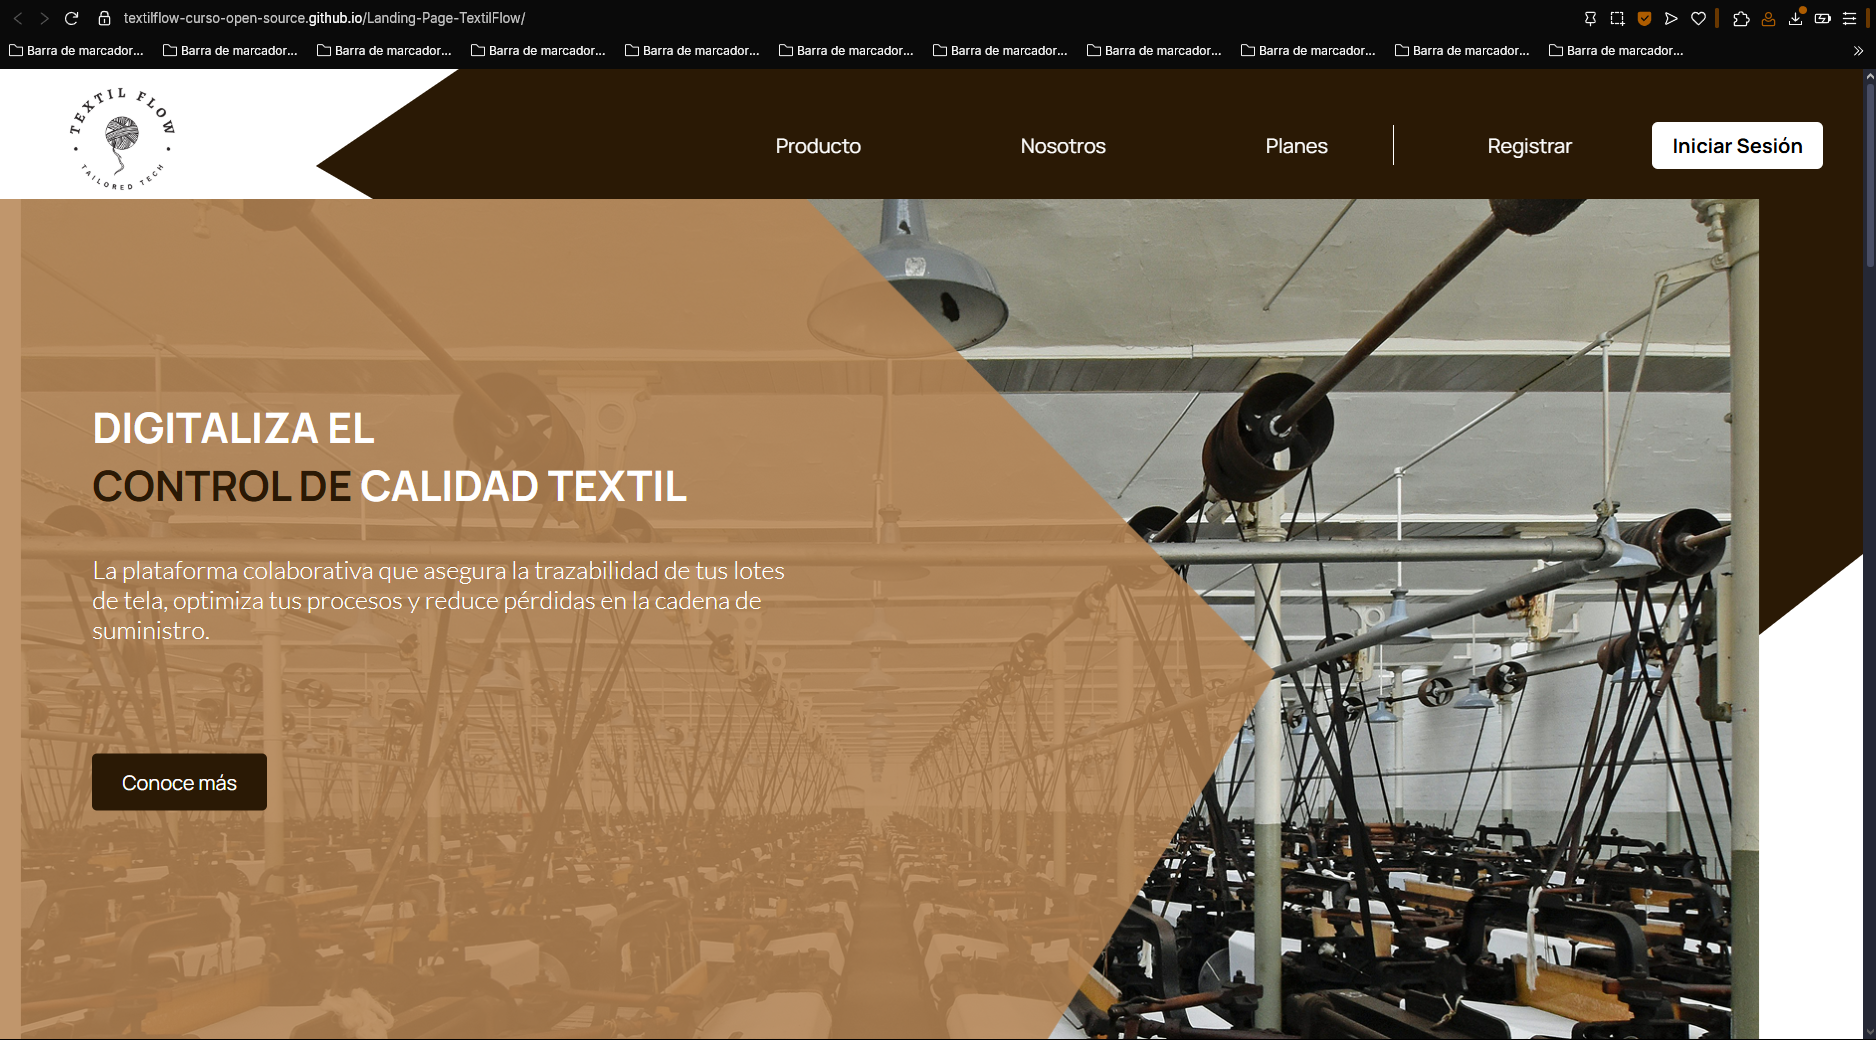 textilflow-curso-open-source.github.io/Landing-Page-TextilFlow/
Barra de marcador... Barra de marcador... Barra de marcador... Barra de marcador... Barra de marcador... Barra de marcador... Barra de marcador... Barra de marcador... Barra de marcador... Barra de marcador... Barra de marcador...
TEXTIL FLOW
TAILORED TECH
Producto Nosotros Planes Registrar Iniciar Sesión
DIGITALIZA EL
CONTROL DE CALIDAD TEXTIL
La plataforma colaborativa que asegura la trazabilidad de tus lotes
de tela, optimiza tus procesos y reduce pérdidas en la cadena de
suministro.
Conoce más